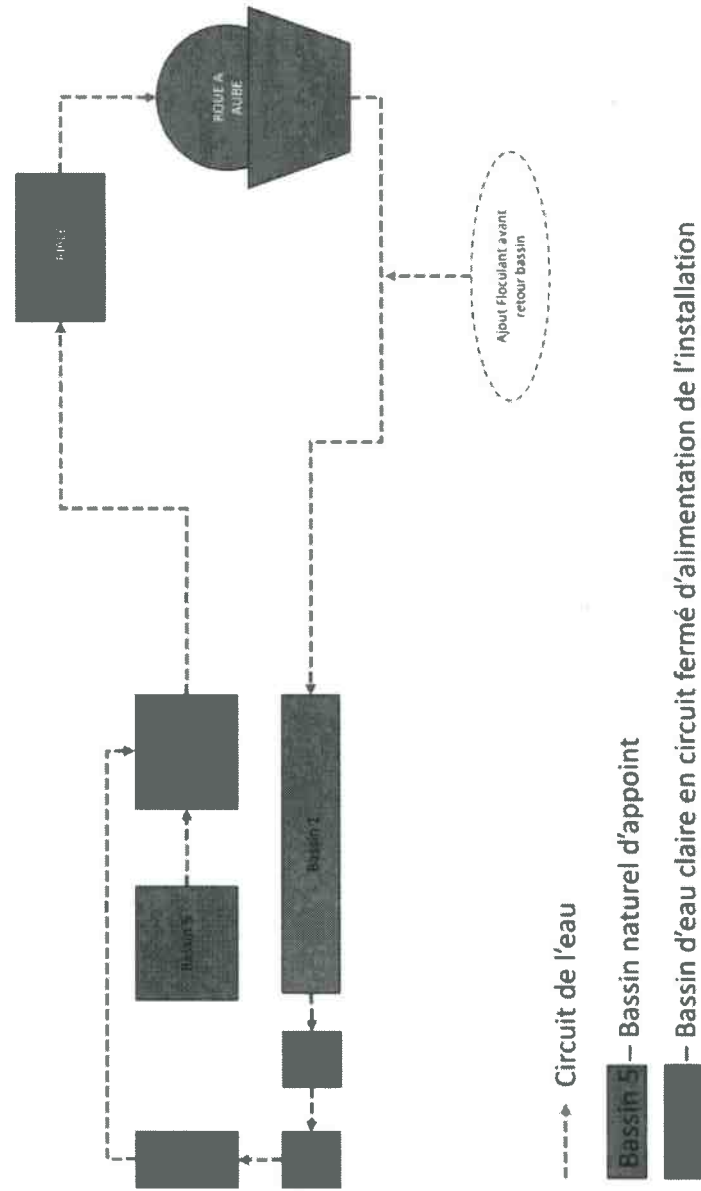 ROUE A
AUBE
Ajout Floculant avant
retour bassin
Bassin 5
Bassin 1
Circuit de l'eau
Bassin 5 – Bassin naturel d'appoint
– Bassin d'eau claire en circuit fermé d'alimentation de l'installation